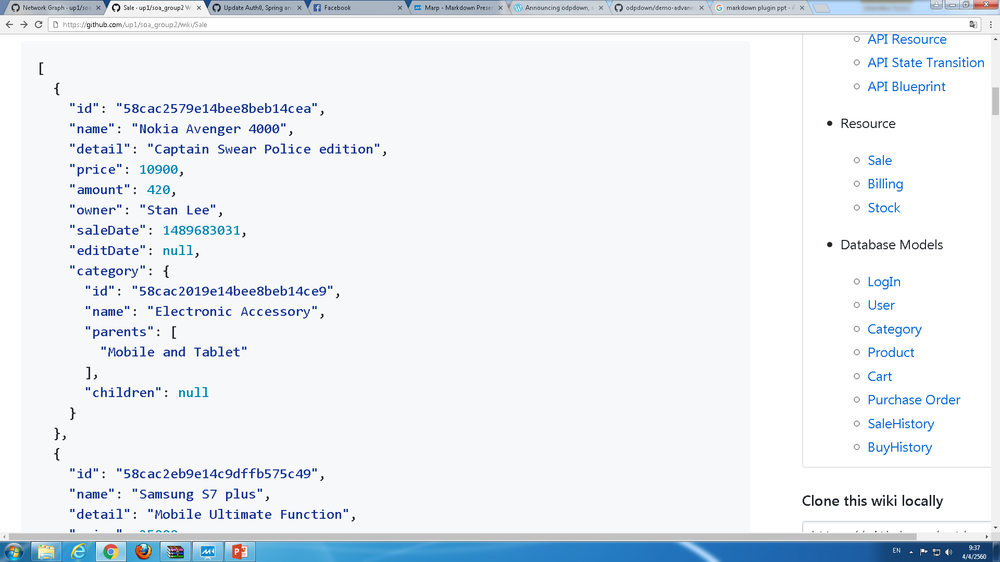 Network Graph · up1/soa
Sale · up1/soa_group2 Wi
Update Auth0, Spring an
Facebook
Marp - Markdown Presen
Announcing odpdown, a
odpdown/demo-advanc
markdown plugin ppt -
https://github.com/up1/soa_group2/wiki/Sale
[
{
"id": "58cac2579e14bee8beb14cea",
"name": "Nokia Avenger 4000",
"detail": "Captain Swear Police edition",
"price": 10900,
"amount": 420,
"owner": "Stan Lee",
"saleDate": 1489683031,
"editDate": null,
"category": {
"id": "58cac2019e14bee8beb14ce9",
"name": "Electronic Accessory",
"parents": [
"Mobile and Tablet"
],
"children": null
}
},
{
"id": "58cac2eb9e14c9dffb575c49",
"name": "Samsung S7 plus",
"detail": "Mobile Ultimate Function",
API Resource
API State Transition
API Blueprint
Resource
Sale
Billing
Stock
Database Models
LogIn
User
Category
Product
Cart
Purchase Order
SaleHistory
BuyHistory
Clone this wiki locally
EN
9:37
4/4/2560